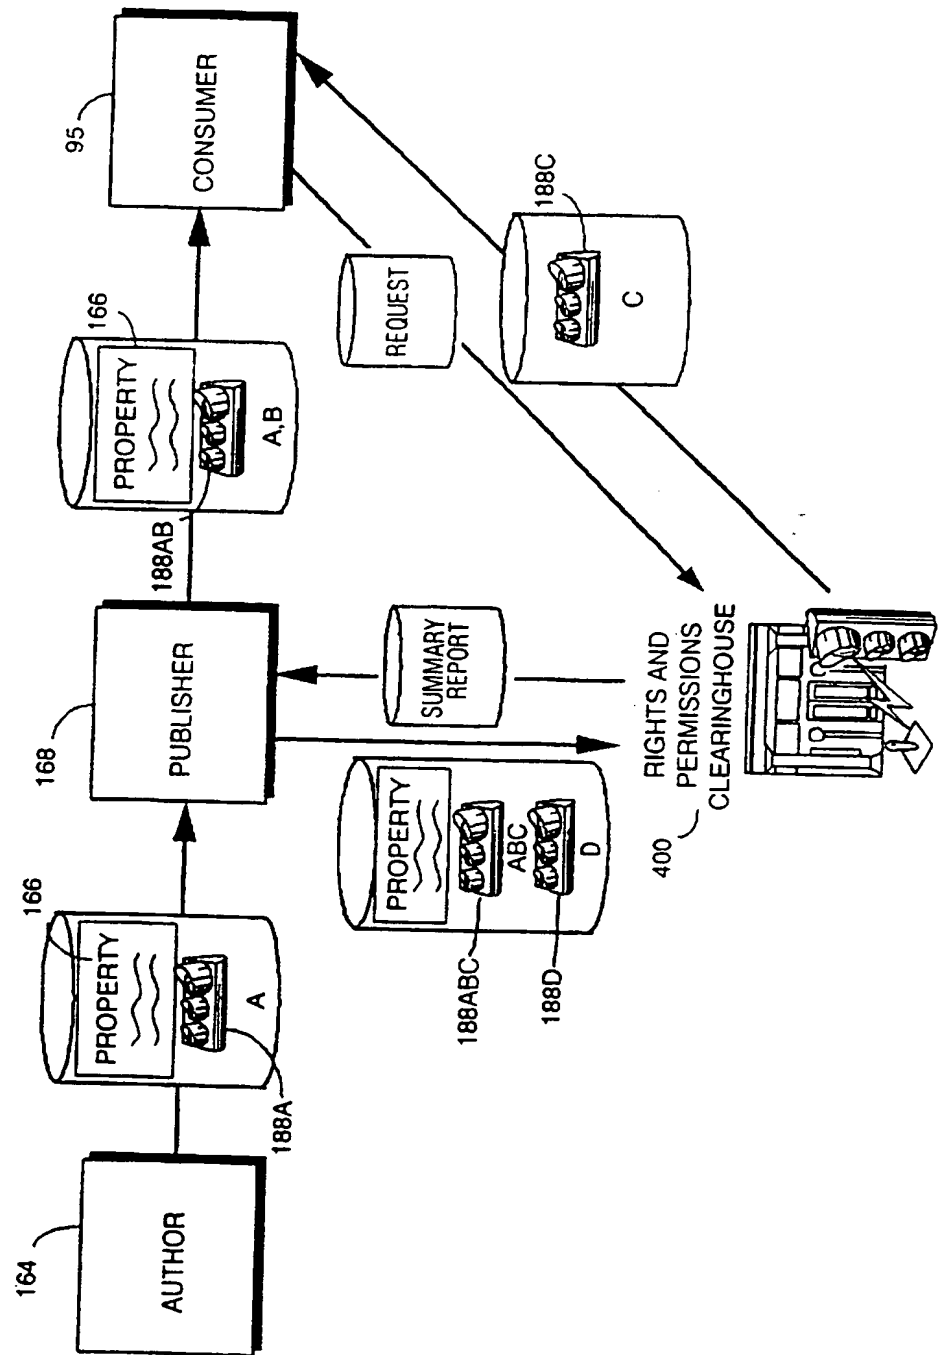 164
AUTHOR
166
PROPERTY
A
188A
168
PUBLISHER
188AB
166
PROPERTY
A,B
95
CONSUMER
PROPERTY
ABC
D
188ABC
188D
SUMMARY
REPORT
REQUEST
188C
C
400
RIGHTS AND
PERMISSIONS
CLEARINGHOUSE